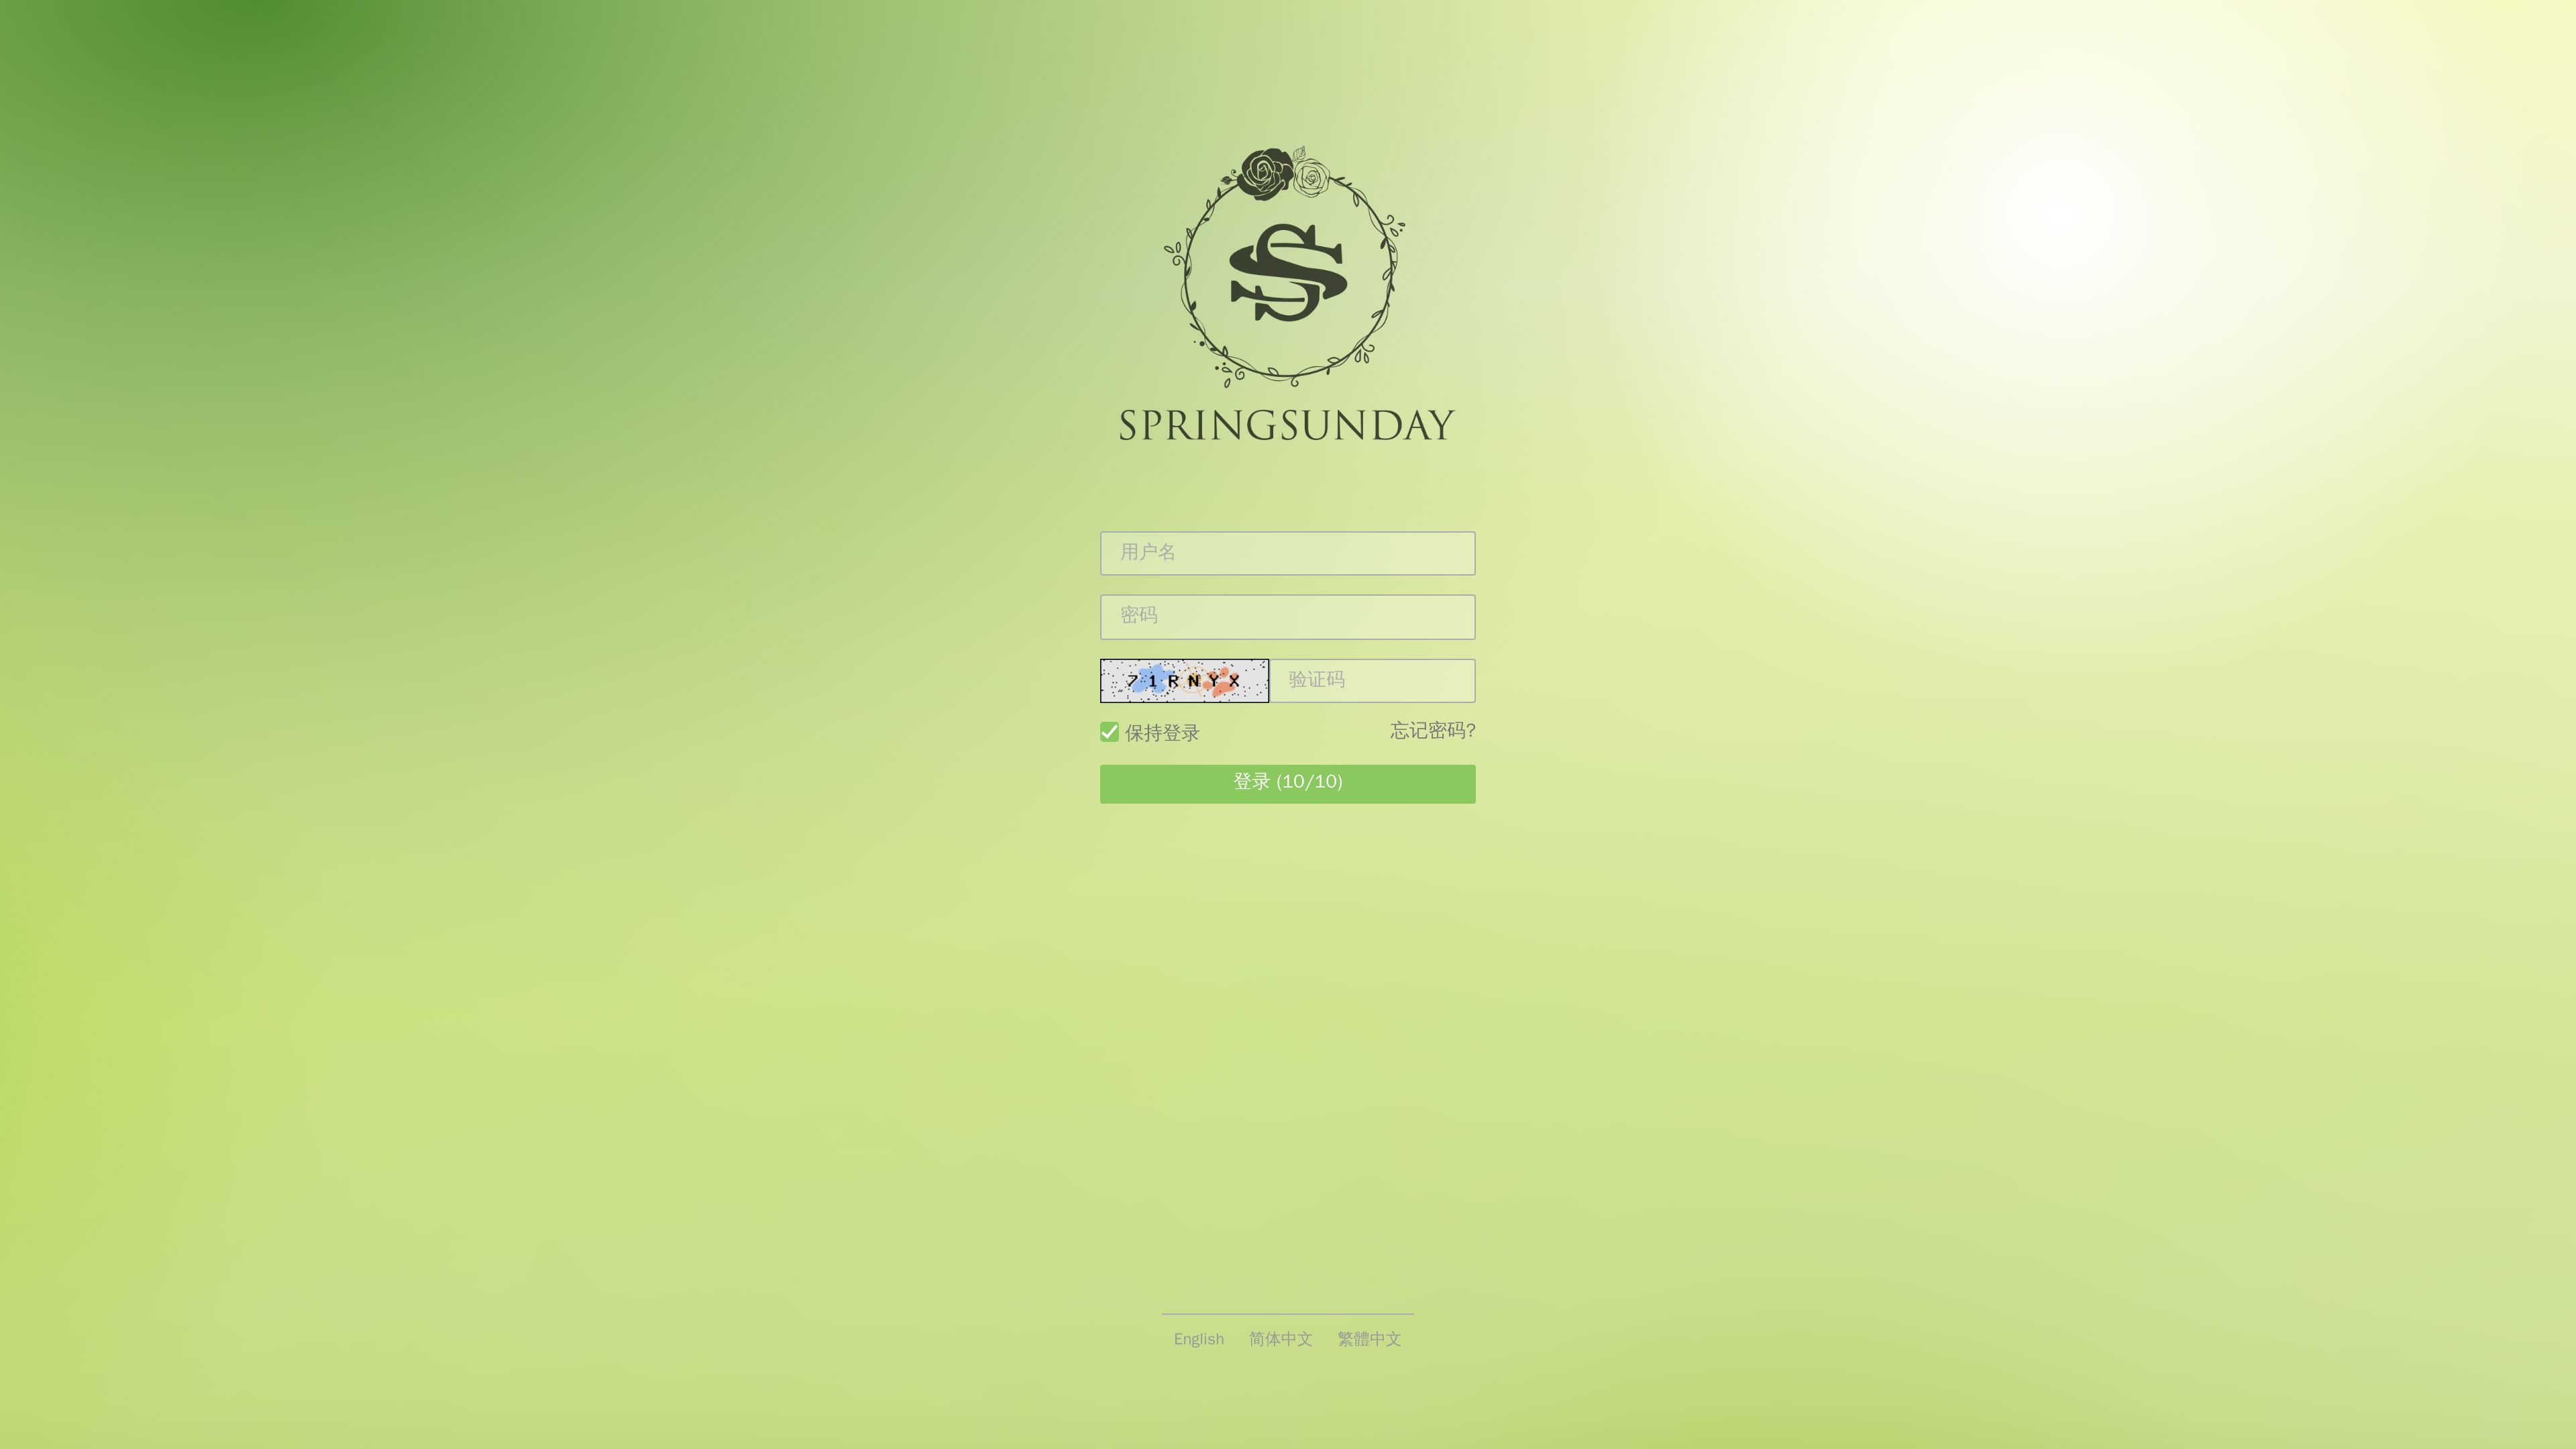 SPRINGSUNDAY
用户名
密码
71RNYX 验证码
保持登录 忘记密码?
登录 (10/10)
English 简体中文 繁體中文